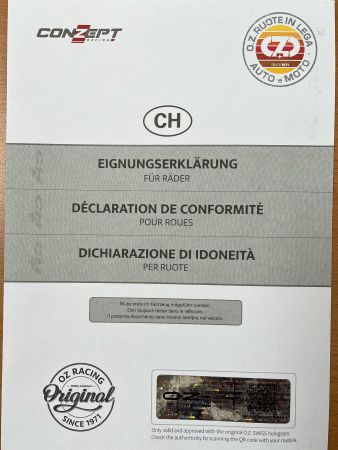 CONZEPT
RACING
O.Z. RUOTE IN LEGA
AUTO e MOTO
OZ
SINCE 1971
CH
EIGNUNGSERKLÄRUNG
FÜR RÄDER
DÉCLARATION DE CONFORMITÉ
POUR ROUES
DICHIARAZIONE DI IDONEITÀ
PER RUOTE
Muss stets im Fahrzeug mitgeführt werden.
Doit toujours rester dans le véhicule.
Il presente documento deve trovarsi sempre nel veicolo.
OZ RACING
Original
SINCE 1971
OZ
Only valid and approved with the original O.Z. SWISS hologram.
Check the authenticity by scanning the QR code with your mobile.